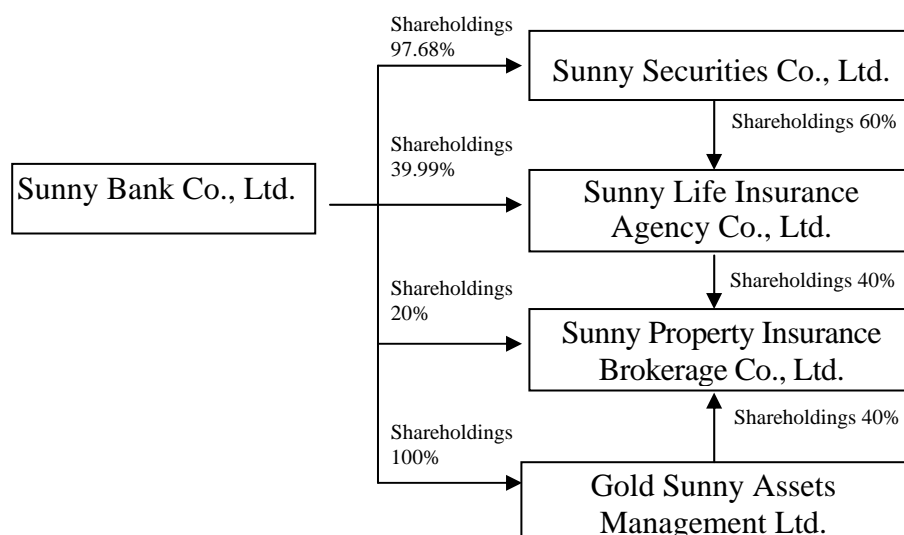 Shareholdings
97.68%
Sunny Securities Co., Ltd.
Shareholdings 60%
Shareholdings
39.99%
Sunny Bank Co., Ltd.
Sunny Life Insurance
Agency Co., Ltd.
Shareholdings 40%
Shareholdings
20%
Sunny Property Insurance
Brokerage Co., Ltd.
Shareholdings 40%
Shareholdings
100%
Gold Sunny Assets
Management Ltd.